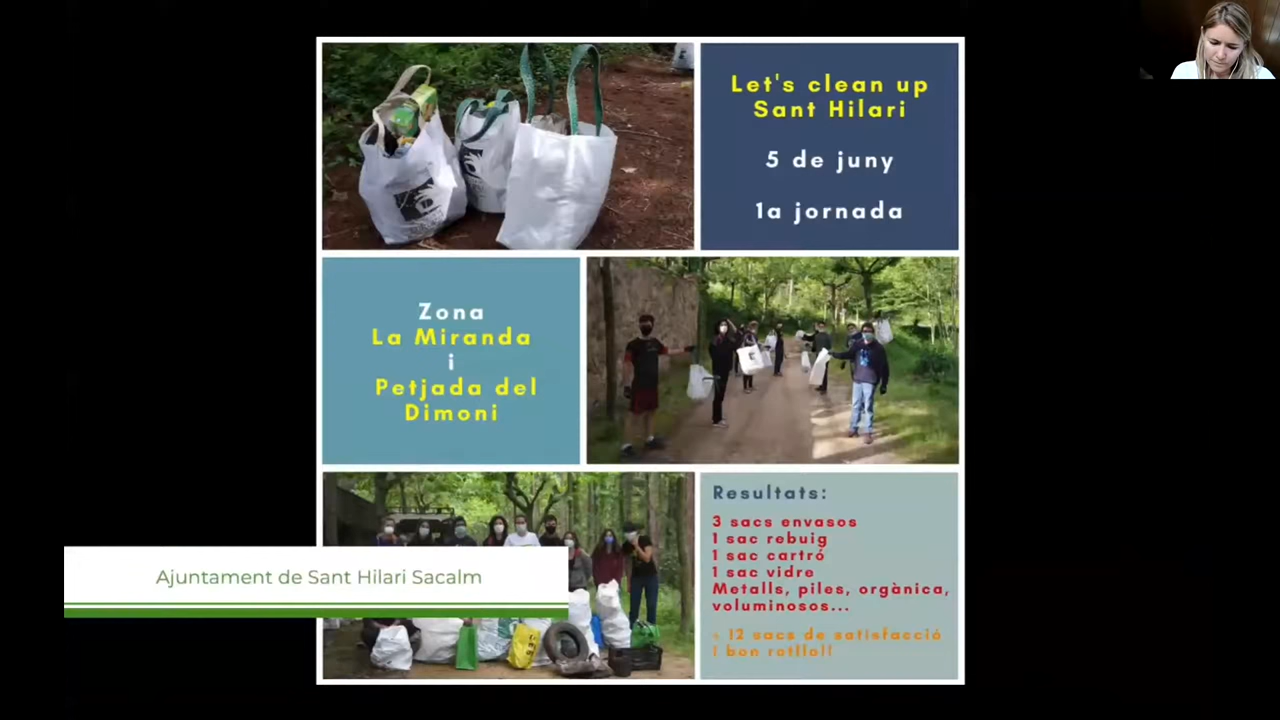 Let's clean up
Sant Hilari
5 de juny
1a jornada
Zona
La Miranda
i
Petjada del
Dimoni
Resultats:
3 sacs envasos
1 sac rebuig
1 sac cartró
1 sac vidre
Metalls, piles, orgànica,
voluminosos...
+ 12 sacs de satisfacció
i bon rotllo!!
Ajuntament de Sant Hilari Sacalm